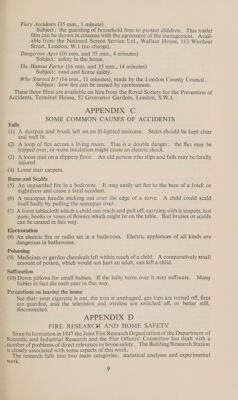 Fiery Accidents (35 mm., 1 minute)
Subject: the guarding of household fires to protect children. This trailer
film can be shown in cinemas with the agreement of the management. Avail-
able from the National Screen Service Ltd., Wallace House, 113 Wardour
Street, London, W.1 (no charge).
Dangerous Ages (16 mm. and 35 mm., 4 minutes)
Subject: safety in the home.
The Human Factor (16 mm. and 35 mm., 14 minutes)
Subject: road and home safety.
Who Started It? (16 mm., 11 minutes), made by the London County Council.
Subject: how fire can be caused by carelessness.
These three films are available on hire from the Royal Society for the Prevention of
Accidents, Terminal House, 52 Grosvenor Gardens, London, S.W.1.
APPENDIX C
SOME COMMON CAUSES OF ACCIDENTS
Falls
(1) A dustpan and brush left on an ill-lighted staircase. Stairs should be kept clear
and well lit.
(2) A loop of flex across a living room. This is a double danger: the flex may be
tripped over, or worn insulation might cause an electric shock.
(3) A loose mat on a slippery floor. An old person who slips and falls may be fatally
injured.
(4) Loose stair carpets.
Burns and Scalds
(5) An unguarded fire in a bedroom. It may easily set fire to the hem of a frock or
nightdress and cause a fatal accident.
(6) A saucepan handle sticking out over the edge of a stove. A child could scald
itself badly by pulling the saucepan over.
(7) A loose tablecloth which a child can reach and pull off, carrying with it teapots, hot
pans, books or vases of flowers which might be on the table. Bad bruises or scalds
can be caused in this way.
Electrocution
(8) An electric fire or radio set in a bathroom. Electric appliances of all kinds are
dangerous in bathrooms.
Poisoning
(9) Medicines or garden chemicals left within reach of a child. A comparatively small
amount of poison, which would not hurt an adult, can kill a child.
Suffocation
(10) Down pillows for small babies. If the baby turns over it may suffocate. Many
babies in fact die each year in this way.
Precautions on leaving the house
See that: your cigarette is out, the iron is unplugged, gas taps are turned off, fires
are guarded, and the television and wireless are switched off, or better still,
disconnected.
APPENDIX D
FIRE RESEARCH AND HOME SAFETY
Since its formation in 1947 the Joint Fire Research Organization of the Department of
Scientific and Industrial Research and the Fire Officers' Committee has dealt with a
number of problems of direct relevance to home safety. The Building Research Station
is closely associated with some aspects of this work.
The research falls into two main categories: statistical analyses and experimental
work.
9